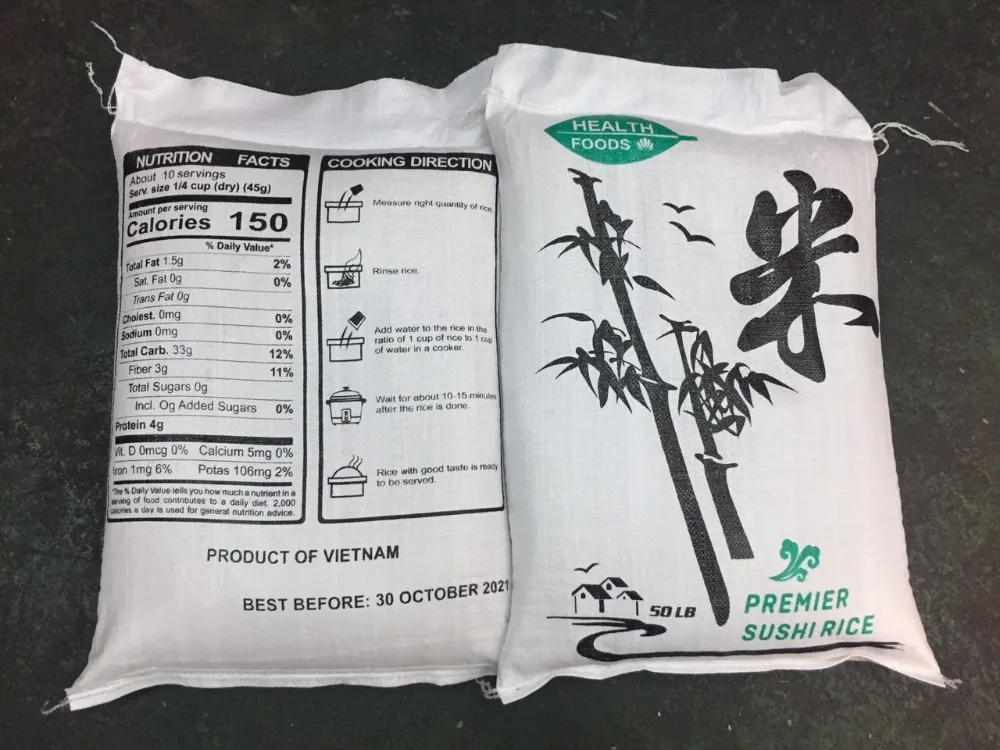 NUTRITION FACTS
About 10 servings
Serv. size 1/4 cup (dry) (45g)
Amount per serving
Calories 150
% Daily Value*
Total Fat 1.5g 2%
Sat. Fat 0g 0%
Trans Fat 0g
Cholest. 0mg 0%
Sodium 0mg 0%
Total Carb. 33g 12%
Fiber 3g 11%
Total Sugars 0g
Incl. Og Added Sugars 0%
Protein 4g
Vit. D 0mcg 0% Calcium 5mg 0%
Iron 1mg 6% Potas 106mg 2%
*The % Daily Value tells you how much a nutrient in a
serving of food contributes to a daily diet. 2,000
calories a day is used for general nutrition advice.
COOKING DIRECTION
Measure right quantity of rice.
Rinse rice.
Add water to the rice in the
ratio of 1 cup of rice to 1 cup
of water in a cooker.
Wait for about 10-15 minutes
after the rice is done.
Rice with good taste is ready
to be served.
PRODUCT OF VIETNAM
BEST BEFORE: 30 OCTOBER 2021
HEALTH
FOODS
米
50 LB
PREMIER
SUSHI RICE